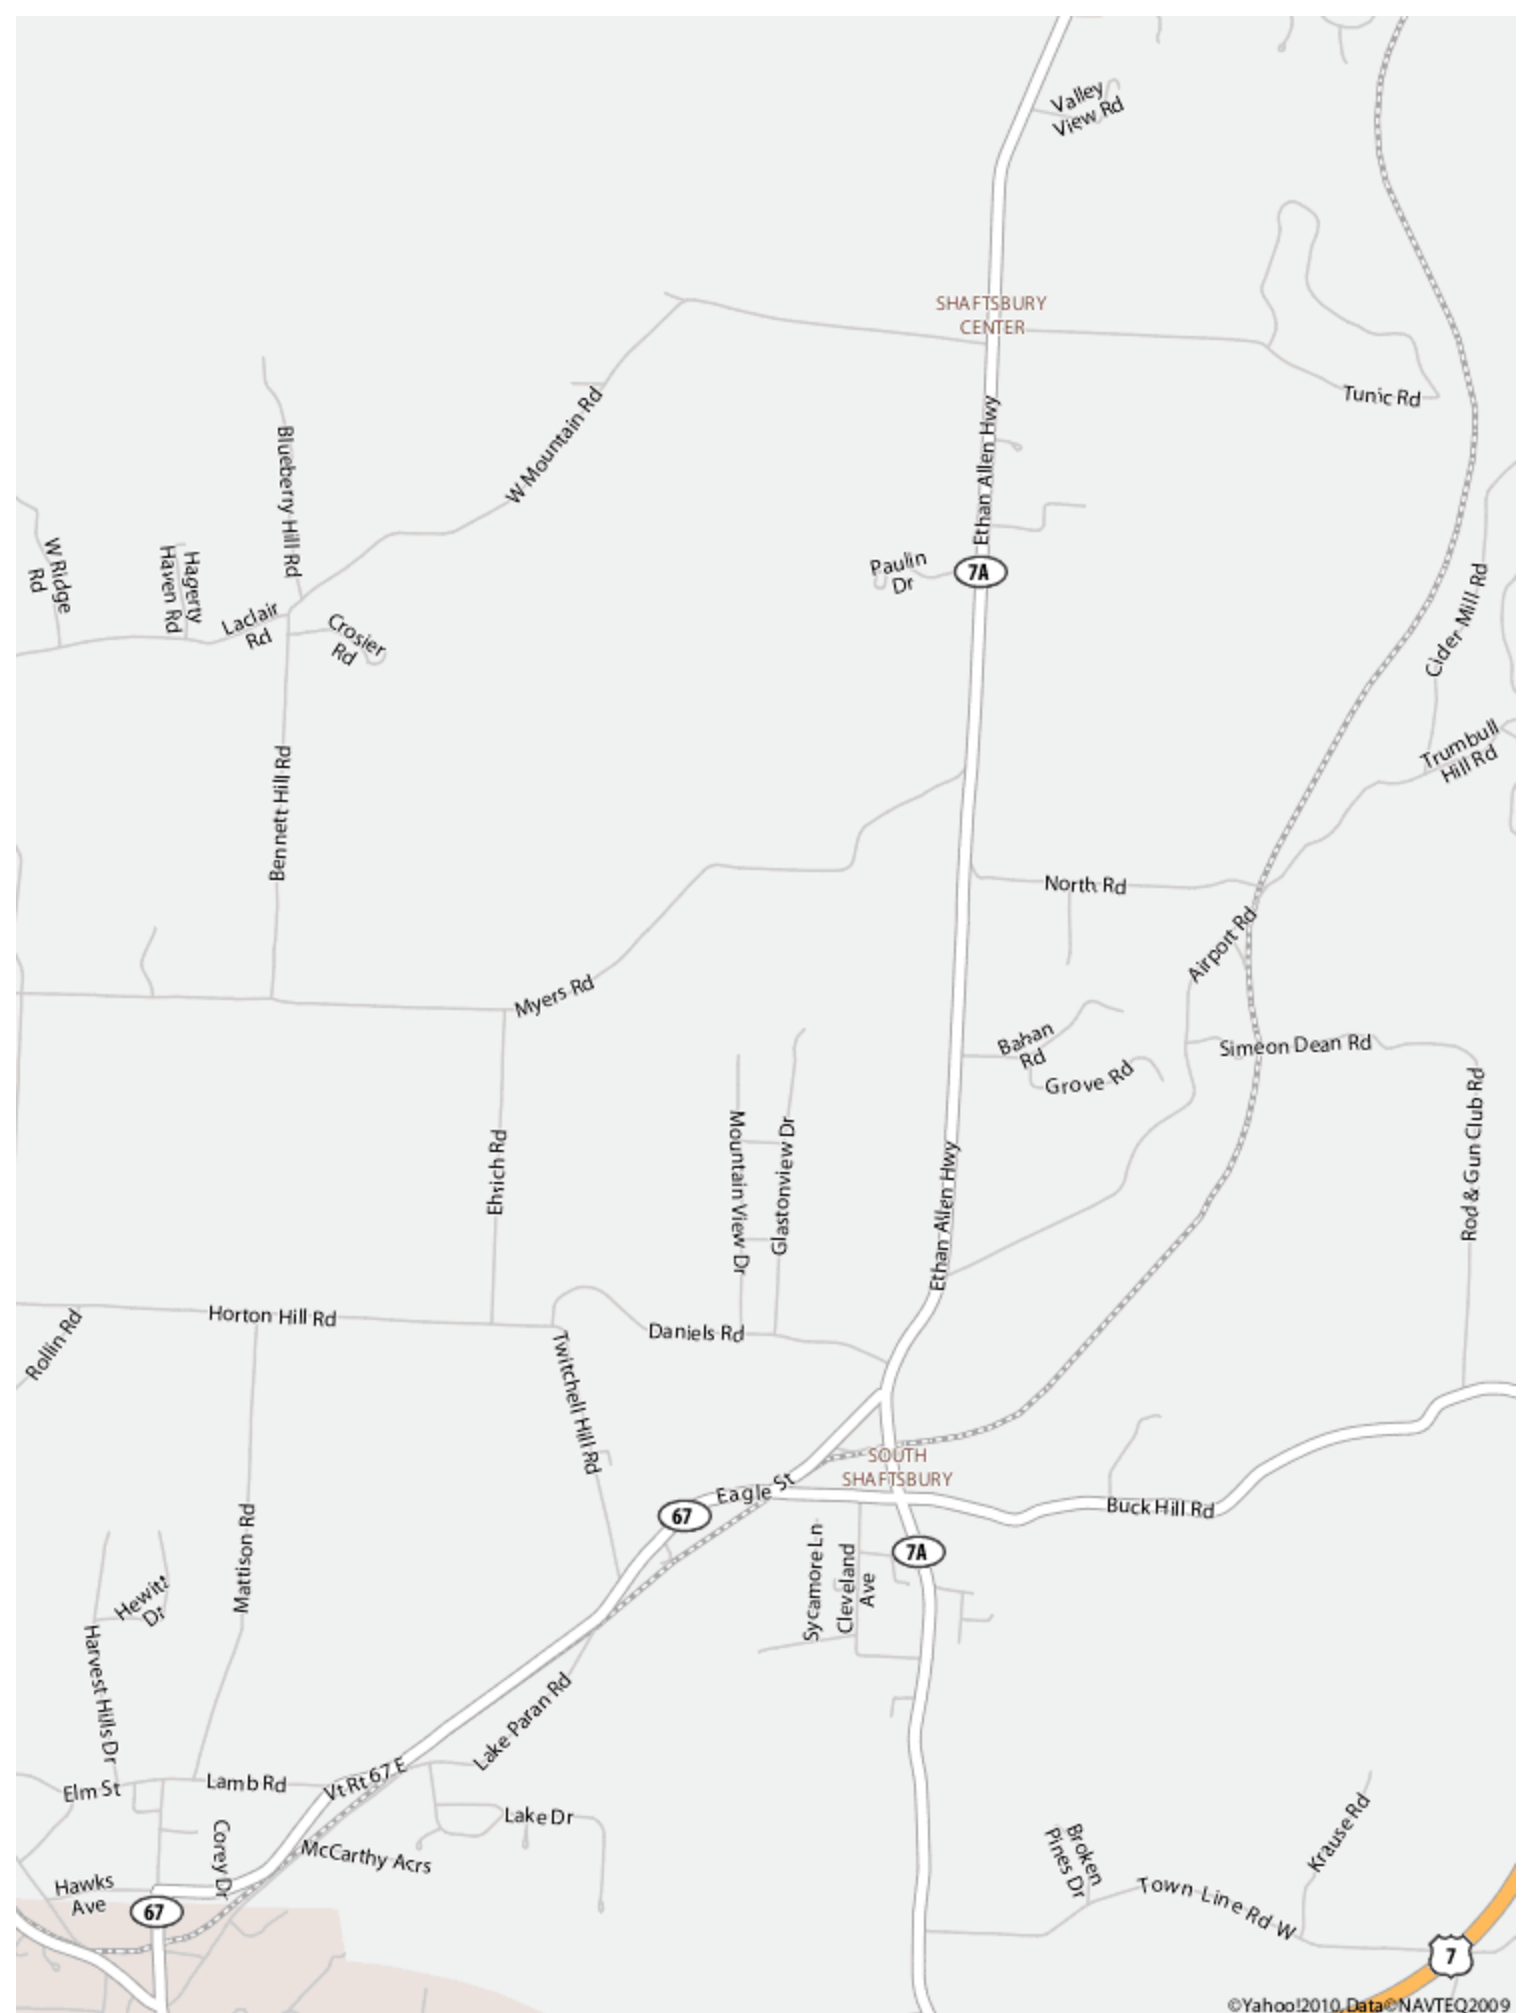 Valley
View Rd
SHAFTSBURY
CENTER
Tunic Rd
W Mountain Rd
Ethan Allen Hwy
Blueberry Hill Rd
W Ridge
Rd
Hagerty
Haven Rd
Laclair
Rd
Crosier
Rd
Paulin
Dr
7A
Cider Mill Rd
Trumbull
Hill Rd
Bennett Hill Rd
North Rd
Airport Rd
Myers Rd
Bahan
Rd
Grove Rd
Simeon Dean Rd
Rod & Gun Club Rd
Ehrich Rd
Mountain View Dr
Glastonview Dr
Ethan Allen Hwy
Rollin Rd
Horton Hill Rd
Daniels Rd
Twitchell Hill Rd
SOUTH
SHAFTSBURY
Eagle St
67
Buck Hill Rd
7A
Sycamore Ln
Cleveland
Ave
Mattison Rd
Hewitt
Dr
Harvest Hills Dr
Lake Paran Rd
Elm St
Lamb Rd
Vt Rt 67 E
Lake Dr
Corey Dr
McCarthy Acrs
Hawks
Ave
67
Broken
Pines Dr
Krause Rd
Town Line Rd W
7
©Yahoo!2010, Data©NAVTEQ2009